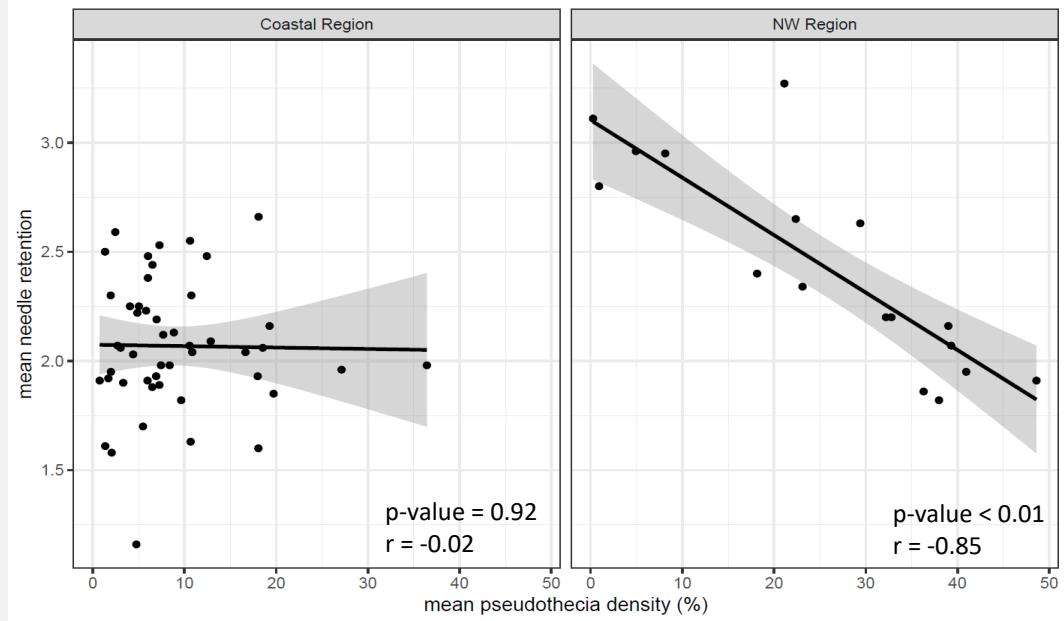 Coastal Region
NW Region
mean needle retention
3.0
2.5
2.0
1.5
p-value = 0.92
r = -0.02
p-value < 0.01
r = -0.85
0 10 20 30 40 50
0 10 20 30 40 50
mean pseudothecia density (%)